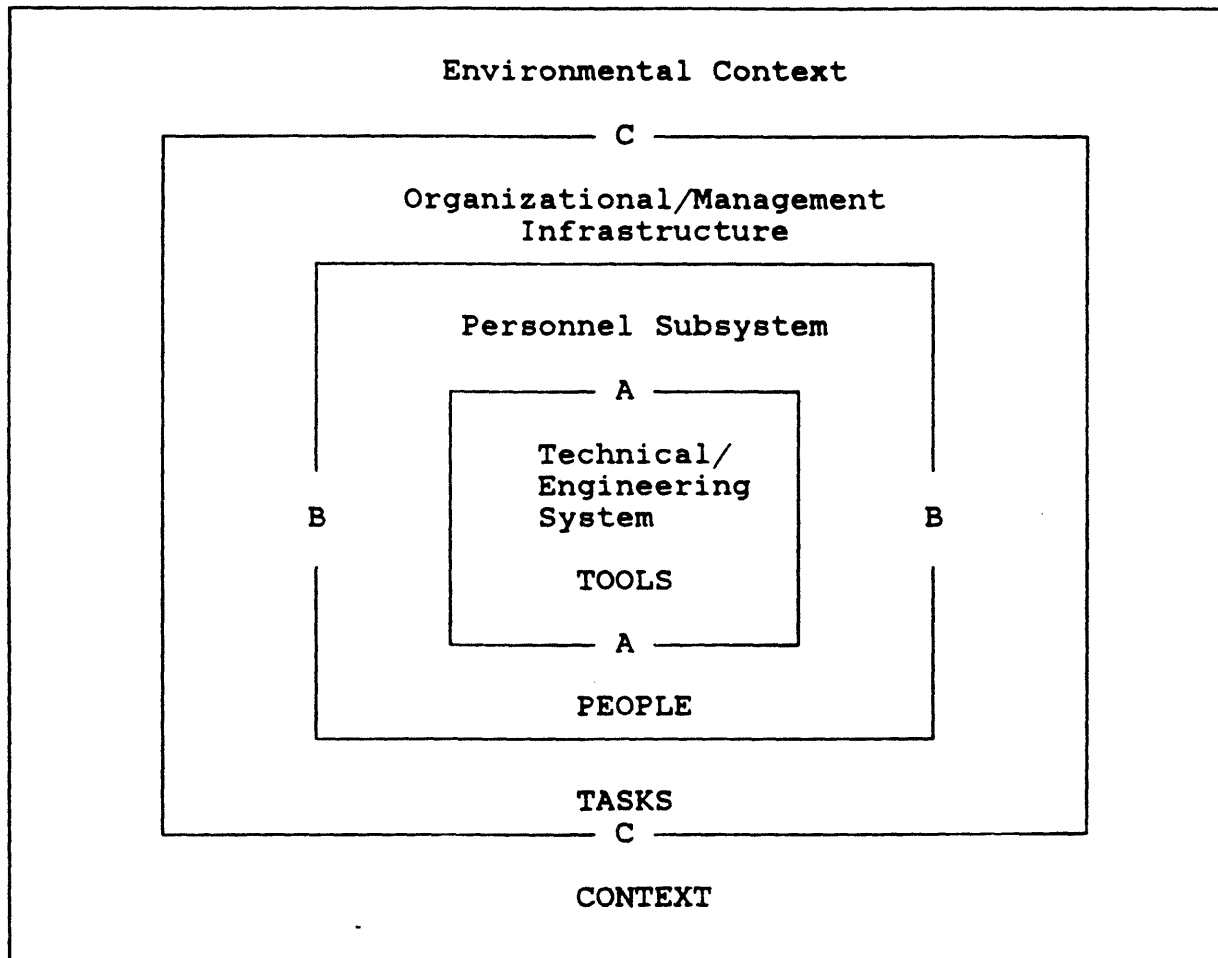 Environmental Context
C
Organizational/Management
Infrastructure
Personnel Subsystem
A
Technical/
Engineering
B System B
TOOLS
A
PEOPLE
TASKS
C
CONTEXT